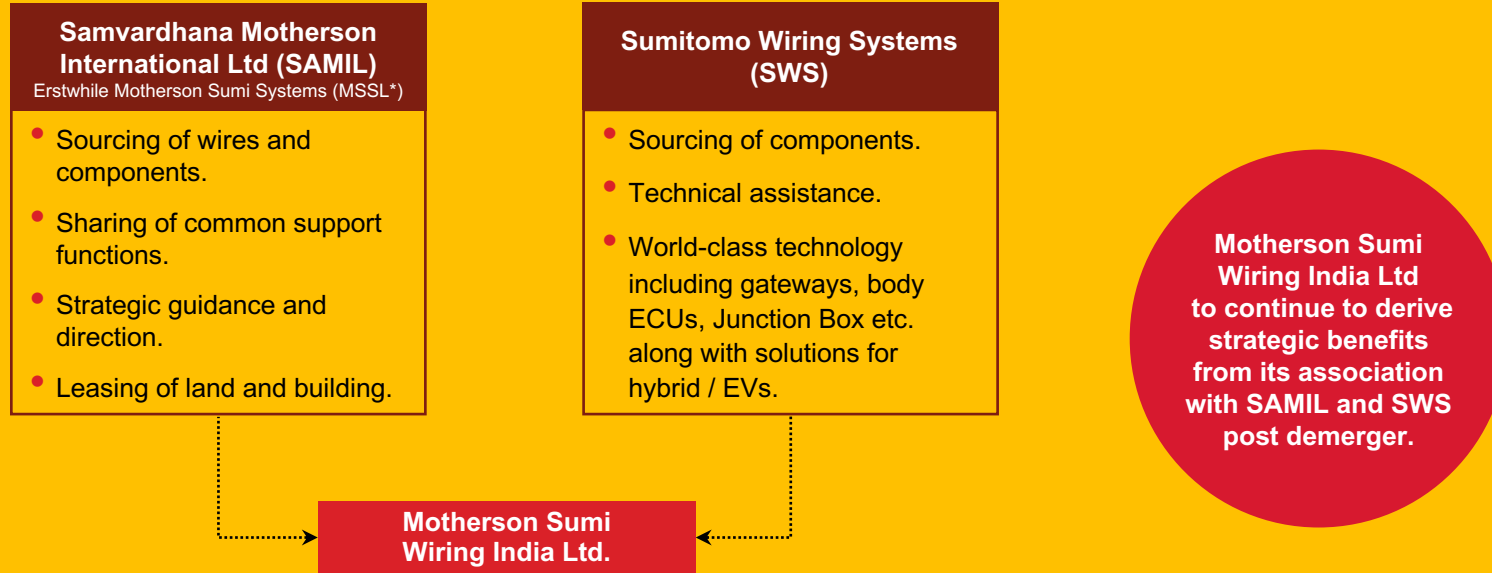 Samvardhana Motherson
International Ltd (SAMIL)
Erstwhile Motherson Sumi Systems (MSSL*)
• Sourcing of wires and
components.
• Sharing of common support
functions.
• Strategic guidance and
direction.
• Leasing of land and building.
Sumitomo Wiring Systems
(SWS)
• Sourcing of components.
• Technical assistance.
• World-class technology
including gateways, body
ECUs, Junction Box etc.
along with solutions for
hybrid / EVs.
Motherson Sumi
Wiring India Ltd.
Motherson Sumi
Wiring India Ltd
to continue to derive
strategic benefits
from its association
with SAMIL and SWS
post demerger.